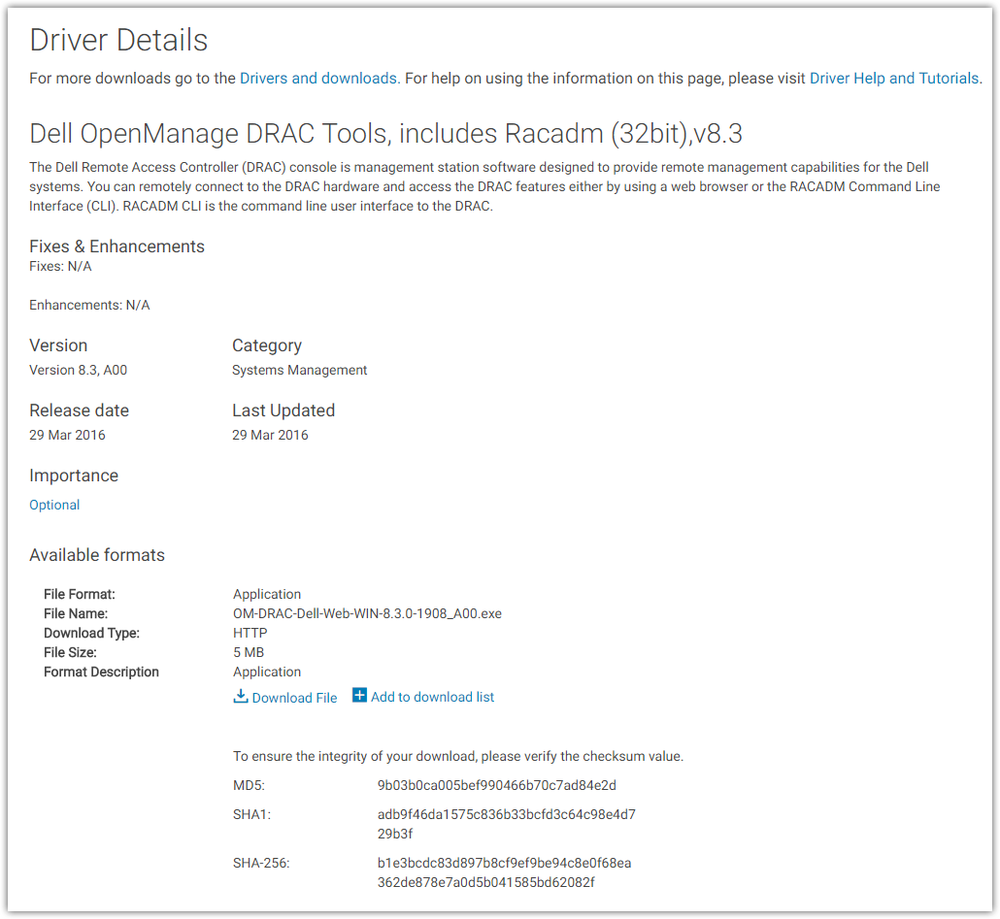 Driver Details
For more downloads go to the Drivers and downloads. For help on using the information on this page, please visit Driver Help and Tutorials.
Dell OpenManage DRAC Tools, includes Racadm (32bit),v8.3
The Dell Remote Access Controller (DRAC) console is management station software designed to provide remote management capabilities for the Dell
systems. You can remotely connect to the DRAC hardware and access the DRAC features either by using a web browser or the RACADM Command Line
Interface (CLI). RACADM CLI is the command line user interface to the DRAC.
Fixes & Enhancements
Fixes: N/A
Enhancements: N/A
Version Category
Version 8.3, A00 Systems Management
Release date Last Updated
29 Mar 2016 29 Mar 2016
Importance
Optional
Available formats
File Format: Application
File Name: OM-DRAC-Dell-Web-WIN-8.3.0-1908_A00.exe
Download Type: HTTP
File Size: 5 MB
Format Description Application
Download File Add to download list
To ensure the integrity of your download, please verify the checksum value.
MD5: 9b03b0ca005bef990466b70c7ad84e2d
SHA1: adb9f46da1575c836b33bcfd3c64c98e4d7
29b3f
SHA-256: b1e3bcdc83d897b8cf9ef9be94c8e0f68ea
362de878e7a0d5b041585bd62082f